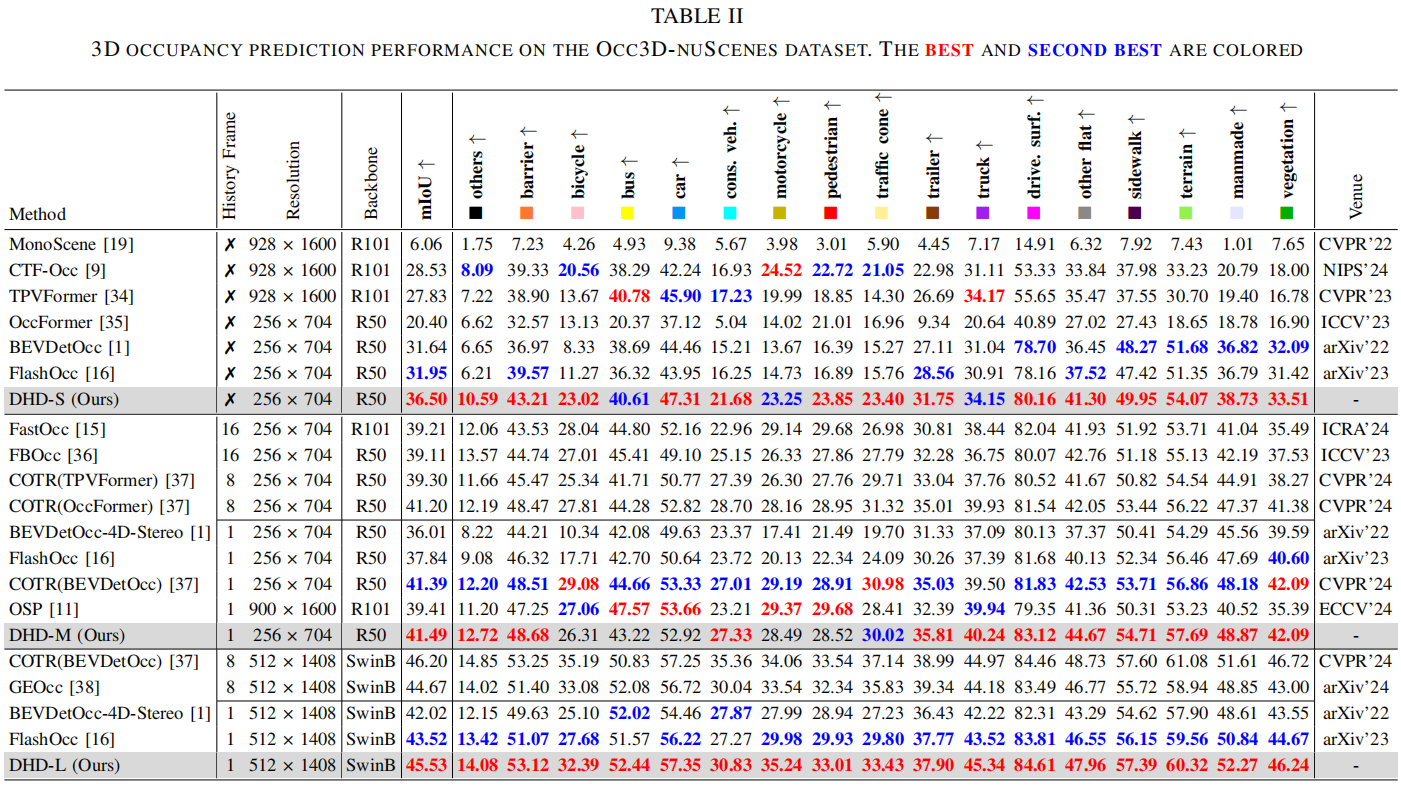 TABLE II
3D OCCUPANCY PREDICTION PERFORMANCE ON THE OCC3D-NUSCENES DATASET. THE BEST AND SECOND BEST ARE COLORED
Method History Frame Resolution Backbone mIoU ↑ others ↑ barrier ↑ bicycle ↑ bus ↑ car ↑ cons. veh. ↑ motorcycle ↑ pedestrian ↑ traffic cone ↑ trailer ↑ truck ↑ drive. surf. ↑ other flat ↑ sidewalk ↑ terrain ↑ manmade ↑ vegetation ↑ Venue
MonoScene [19] ✗ 928 × 1600 R101 6.06 1.75 7.23 4.26 4.93 9.38 5.67 3.98 3.01 5.90 4.45 7.17 14.91 6.32 7.92 7.43 1.01 7.65 CVPR'22
CTF-Occ [9] ✗ 928 × 1600 R101 28.53 8.09 39.33 20.56 38.29 42.24 16.93 24.52 22.72 21.05 22.98 31.11 53.33 33.84 37.98 33.23 20.79 18.00 NIPS'24
TPVFormer [34] ✗ 928 × 1600 R101 27.83 7.22 38.90 13.67 40.78 45.90 17.23 19.99 18.85 14.30 26.69 34.17 55.65 35.47 37.55 30.70 19.40 16.78 CVPR'23
OccFormer [35] ✗ 256 × 704 R50 20.40 6.62 32.57 13.13 20.37 37.12 5.04 14.02 21.01 16.96 9.34 20.64 40.89 27.02 27.43 18.65 18.78 16.90 ICCV'23
BEVDetOcc [1] ✗ 256 × 704 R50 31.64 6.65 36.97 8.33 38.69 44.46 15.21 13.67 16.39 15.27 27.11 31.04 78.70 36.45 48.27 51.68 36.82 32.09 arXiv'22
FlashOcc [16] ✗ 256 × 704 R50 31.95 6.21 39.57 11.27 36.32 43.95 16.25 14.73 16.89 15.76 28.56 30.91 78.16 37.52 47.42 51.35 36.79 31.42 arXiv'23
DHD-S (Ours) ✗ 256 × 704 R50 36.50 10.59 43.21 23.02 40.61 47.31 21.68 23.25 23.85 23.40 31.75 34.15 80.16 41.30 49.95 54.07 38.73 33.51 -
FastOcc [15] 16 256 × 704 R101 39.21 12.06 43.53 28.04 44.80 52.16 22.96 29.14 29.68 26.98 30.81 38.44 82.04 41.93 51.92 53.71 41.04 35.49 ICRA'24
FBOcc [36] 16 256 × 704 R50 39.11 13.57 44.74 27.01 45.41 49.10 25.15 26.33 27.86 27.79 32.28 36.75 80.07 42.76 51.18 55.13 42.19 37.53 ICCV'23
COTR(TPVFormer) [37] 8 256 × 704 R50 39.30 11.66 45.47 25.34 41.71 50.77 27.39 26.30 27.76 29.71 33.04 37.76 80.52 41.67 50.82 54.54 44.91 38.27 CVPR'24
COTR(OccFormer) [37] 8 256 × 704 R50 41.20 12.19 48.47 27.81 44.28 52.82 28.70 28.16 28.95 31.32 35.01 39.93 81.54 42.05 53.44 56.22 47.37 41.38 CVPR'24
BEVDetOcc-4D-Stereo [1] 1 256 × 704 R50 36.01 8.22 44.21 10.34 42.08 49.63 23.37 17.41 21.49 19.70 31.33 37.09 80.13 37.37 50.41 54.29 45.56 39.59 arXiv'22
FlashOcc [16] 1 256 × 704 R50 37.84 9.08 46.32 17.71 42.70 50.64 23.72 20.13 22.34 24.09 30.26 37.39 81.68 40.13 52.34 56.46 47.69 40.60 arXiv'23
COTR(BEVDetOcc) [37] 1 256 × 704 R50 41.39 12.20 48.51 29.08 44.66 53.33 27.01 29.19 28.91 30.98 35.03 39.50 81.83 42.53 53.71 56.86 48.18 42.09 CVPR'24
OSP [11] 1 900 × 1600 R101 39.41 11.20 47.25 27.06 47.57 53.66 23.21 29.37 29.68 28.41 32.39 39.94 79.35 41.36 50.31 53.23 40.52 35.39 ECCV'24
DHD-M (Ours) 1 256 × 704 R50 41.49 12.72 48.68 26.31 43.22 52.92 27.33 28.49 28.52 30.02 35.81 40.24 83.12 44.67 54.71 57.69 48.87 42.09 -
COTR(BEVDetOcc) [37] 8 512 × 1408 SwinB 46.20 14.85 53.25 35.19 50.83 57.25 35.36 34.06 33.54 37.14 38.99 44.97 84.46 48.73 57.60 61.08 51.61 46.72 CVPR'24
GEOcc [38] 8 512 × 1408 SwinB 44.67 14.02 51.40 33.08 52.08 56.72 30.04 33.54 32.34 35.83 39.34 44.18 83.49 46.77 55.72 58.94 48.85 43.00 arXiv'24
BEVDetOcc-4D-Stereo [1] 1 512 × 1408 SwinB 42.02 12.15 49.63 25.10 52.02 54.46 27.87 27.99 28.94 27.23 36.43 42.22 82.31 43.29 54.62 57.90 48.61 43.55 arXiv'22
FlashOcc [16] 1 512 × 1408 SwinB 43.52 13.42 51.07 27.68 51.57 56.22 27.27 29.98 29.93 29.80 37.77 43.52 83.81 46.55 56.15 59.56 50.84 44.67 arXiv'23
DHD-L (Ours) 1 512 × 1408 SwinB 45.53 14.08 53.12 32.39 52.44 57.35 30.83 35.24 33.01 33.43 37.90 45.34 84.61 47.96 57.39 60.32 52.27 46.24 -